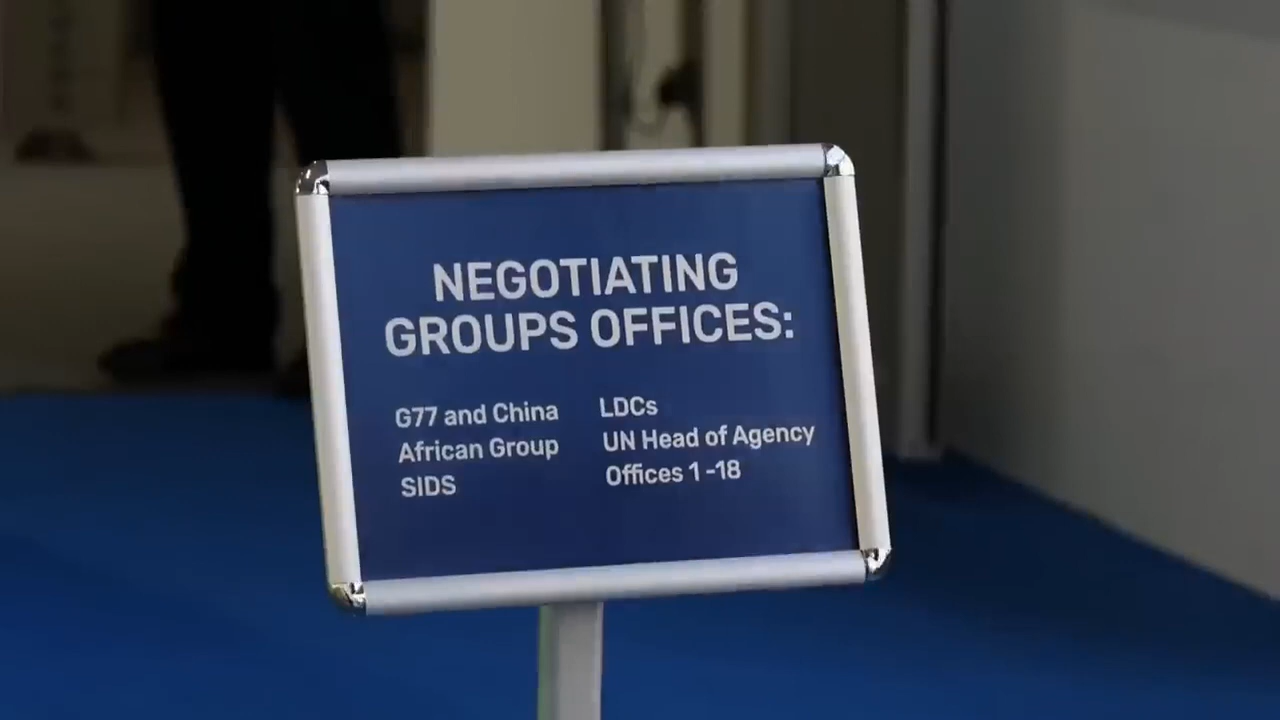 NEGOTIATING
GROUPS OFFICES:
G77 and China
African Group
SIDS
LDCs
UN Head of Agency
Offices 1 -18